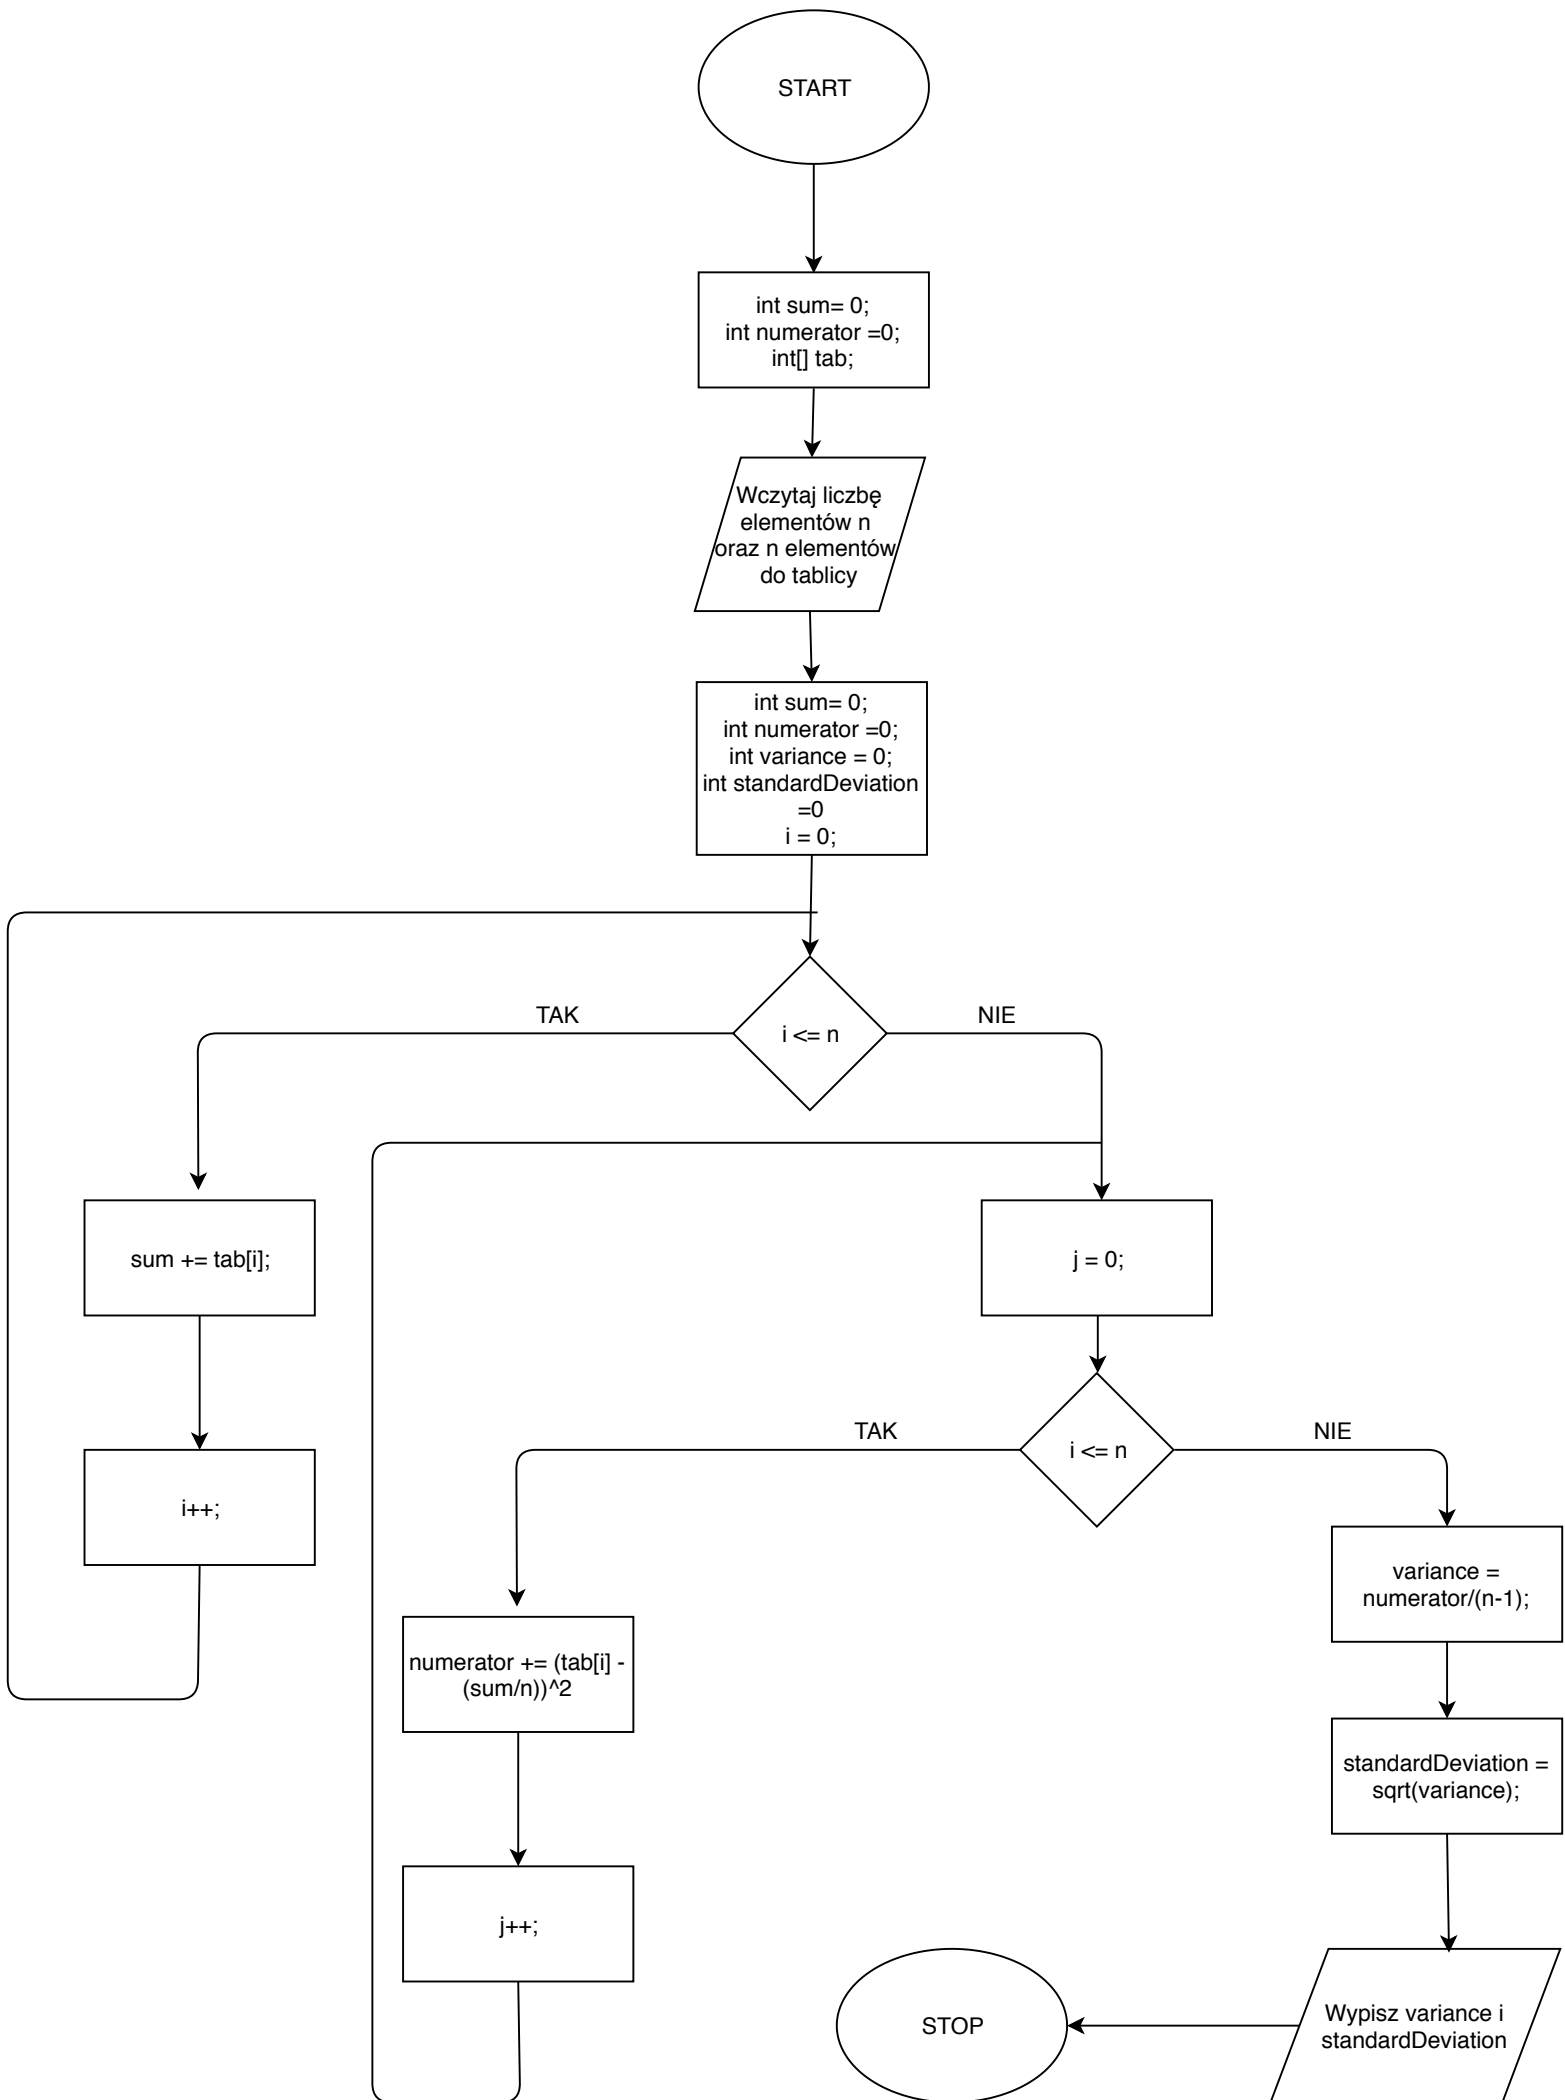 START
int sum= 0;
int numerator =0;
int[] tab;
Wczytaj liczbę
elementów n
oraz n elementów
do tablicy
int sum= 0;
int numerator =0;
int variance = 0;
int standardDeviation
=0
i = 0;
i <= n
TAK
NIE
sum += tab[i];
i++;
j = 0;
i <= n
TAK
NIE
numerator += (tab[i] -
(sum/n))^2
j++;
variance =
numerator/(n-1);
standardDeviation =
sqrt(variance);
Wypisz variance i
standardDeviation
STOP